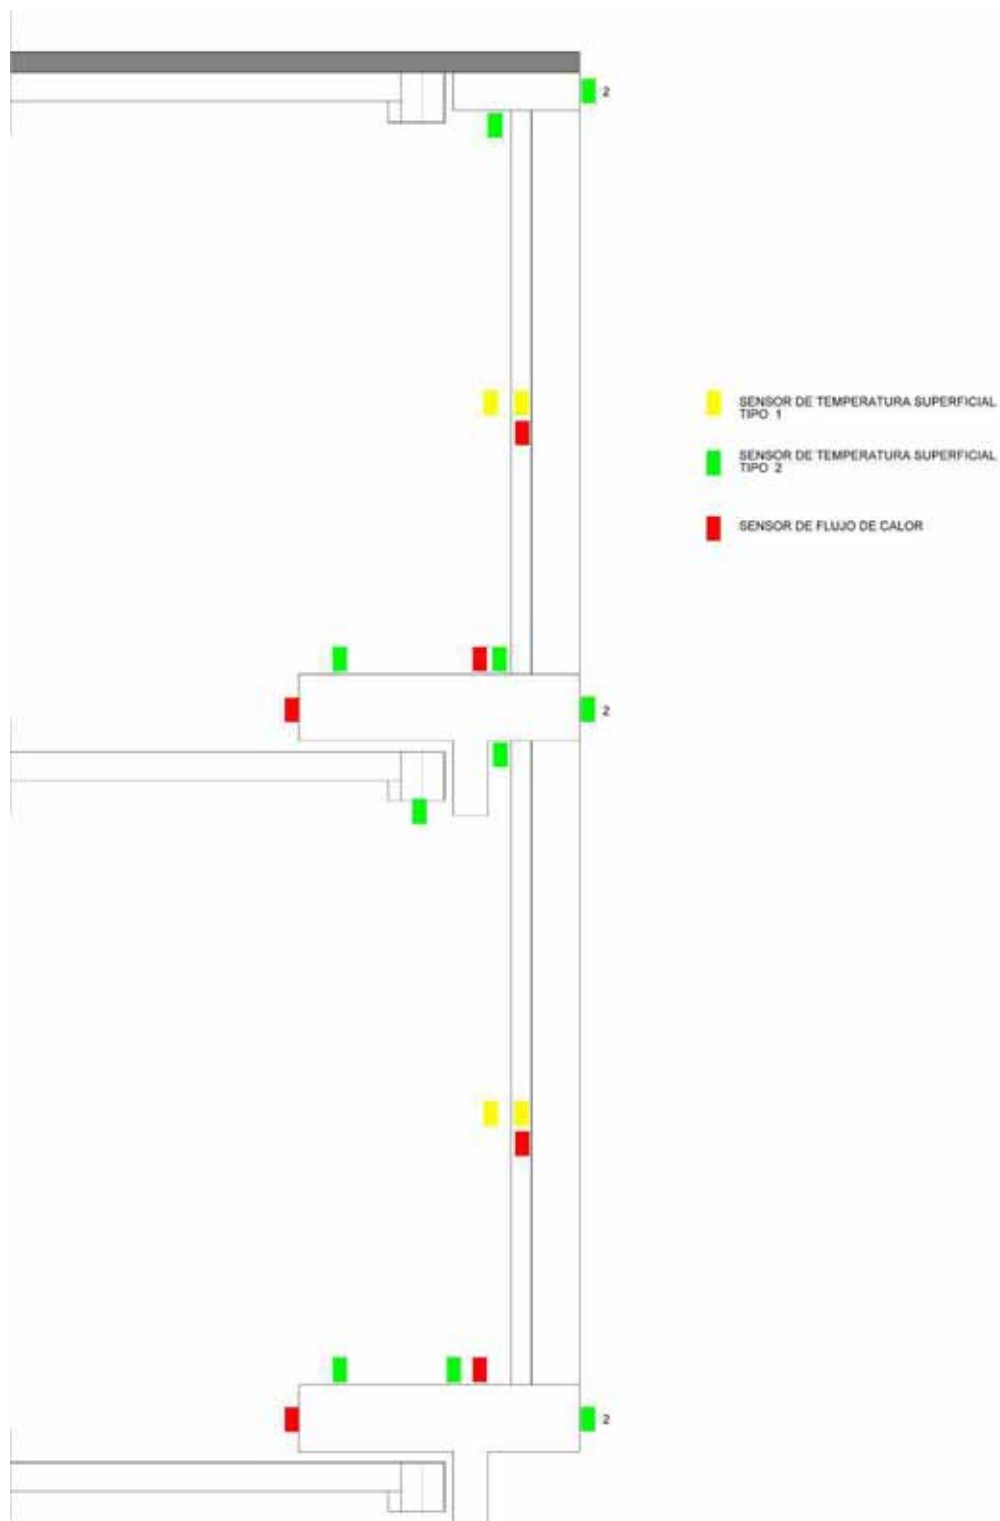 2
SENSOR DE TEMPERATURA SUPERFICIAL
TIPO 1
SENSOR DE TEMPERATURA SUPERFICIAL
TIPO 2
SENSOR DE FLUJO DE CALOR
2
2